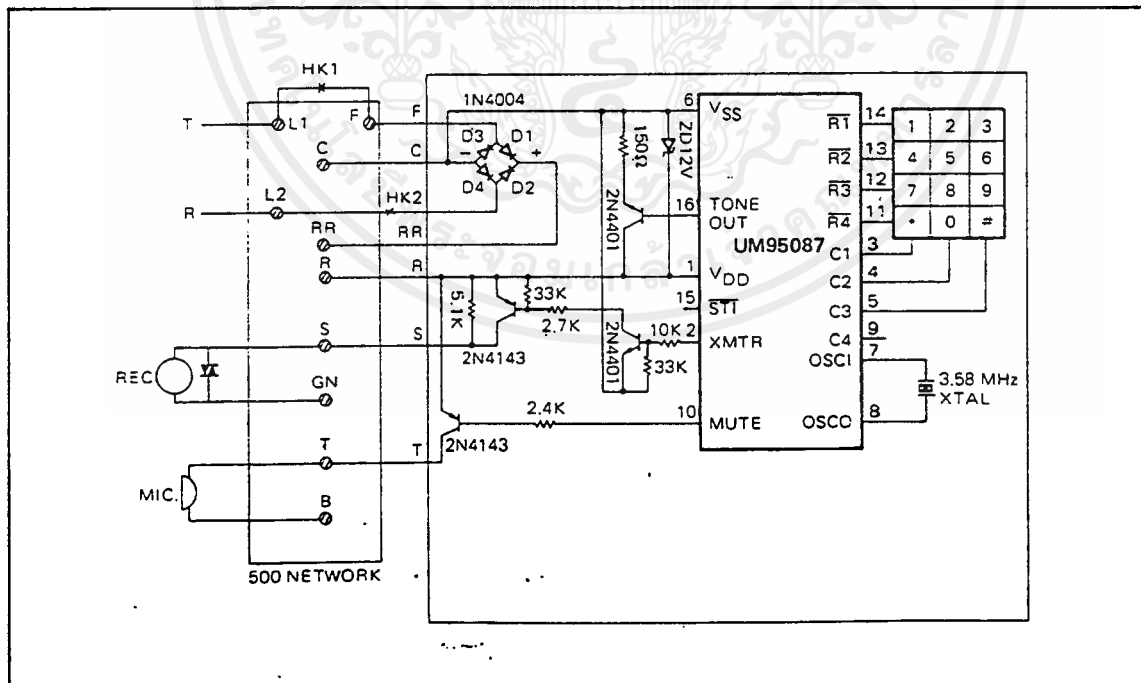 HK1
T
L1
F
F
1N4004
6
VSS
14
R1
1
2
3
C
C
D3
D1
-
+
150Ω
ZD12V
13
R2
4
5
6
D4
D2
12
R3
7
8
9
R
L2
HK2
2N4401
16
TONE OUT
11
R4
*
0
#
RR
RR
UM95087
3
C1
R
R
1
VDD
4
C2
33K
15
STI
5
C3
5.1K
2.7K
2N4401
10K
2
XMTR
9
C4
S
S
2N4143
33K
7
OSCI
REC
3.58 MHz
XTAL
GN
2.4K
10
MUTE
OSCO
8
T
T
2N4143
MIC.
B
500 NETWORK